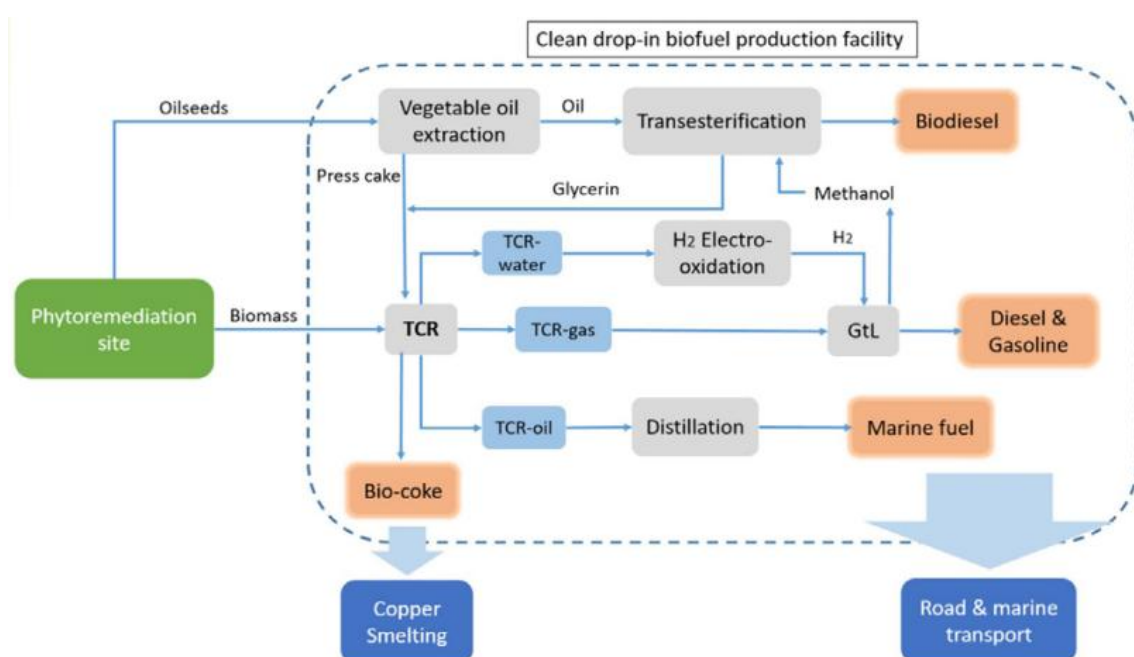 Clean drop-in biofuel production facility
Oilseeds
Vegetable oil
extraction
Oil
Transesterification
Biodiesel
Press cake
Glycerin
Methanol
TCR-
water
H2 Electro-
oxidation
H2
Phytoremediation
site
Biomass
TCR
TCR-gas
GtL
Diesel &
Gasoline
TCR-oil
Distillation
Marine fuel
Bio-coke
Copper
Smelting
Road & marine
transport